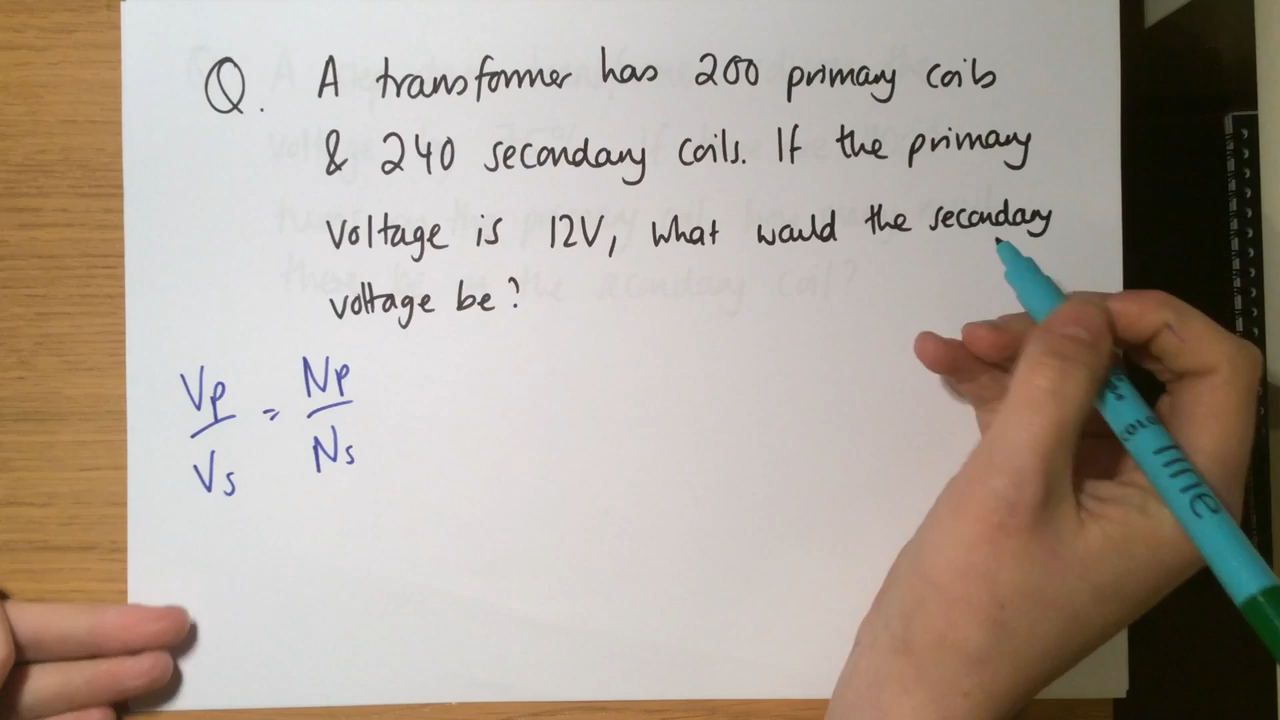 Q. A transformer has 200 primary coils
& 240 secondary coils. If the primary
voltage is 12V, what would the secondary
voltage be?
Vp/Vs = Np/Ns
line